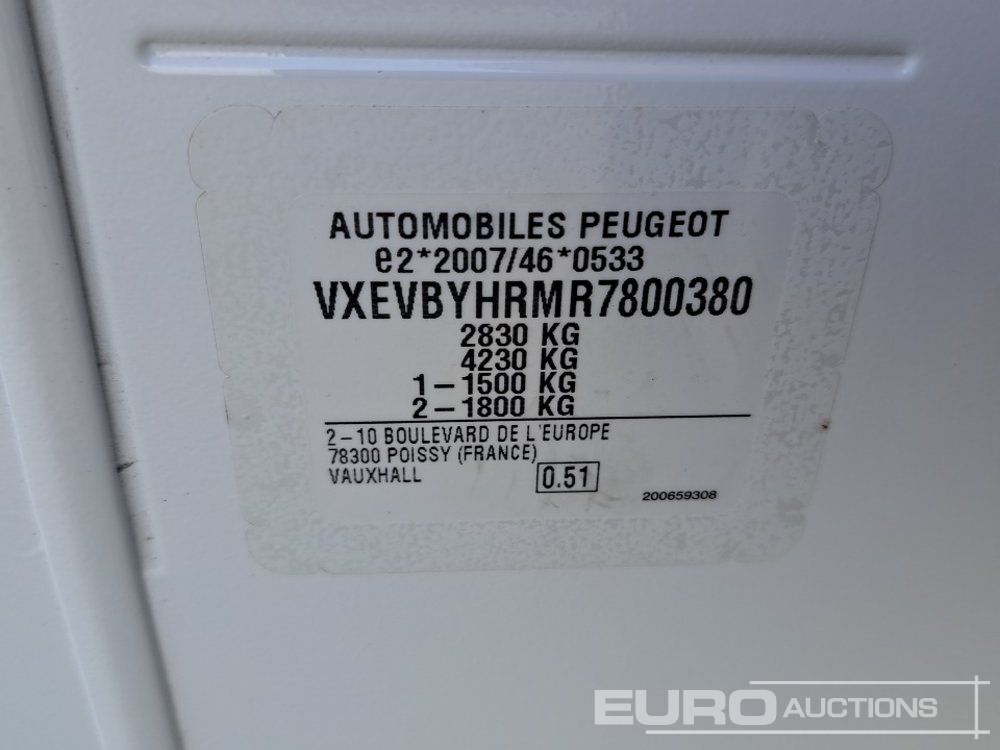 AUTOMOBILES PEUGEOT
e2*2007/46*0533
VXEVBYHRMR7800380
2830 KG
4230 KG
1-1500 KG
2-1800 KG
2-10 BOULEVARD DE L'EUROPE
78300 POISSY (FRANCE)
VAUXHALL 0.51
200659308
EURO AUCTIONS